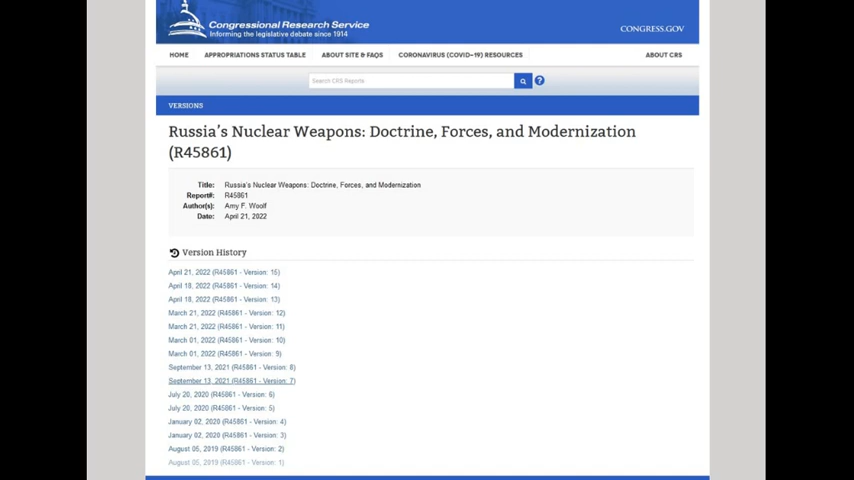 Congressional Research Service
Informing the legislative debate since 1914
CONGRESS.GOV
HOME APPROPRIATIONS STATUS TABLE ABOUT SITE & FAQS CORONAVIRUS (COVID-19) RESOURCES ABOUT CRS
Search CRS Reports
?
VERSIONS
Russia's Nuclear Weapons: Doctrine, Forces, and Modernization
(R45861)
Title: Russia's Nuclear Weapons: Doctrine, Forces, and Modernization
Report#: R45861
Author(s): Amy F. Woolf
Date: April 21, 2022
Version History
April 21, 2022 (R45861 - Version: 15)
April 18, 2022 (R45861 - Version: 14)
April 18, 2022 (R45861 - Version: 13)
March 21, 2022 (R45861 - Version: 12)
March 21, 2022 (R45861 - Version: 11)
March 01, 2022 (R45861 - Version: 10)
March 01, 2022 (R45861 - Version: 9)
September 13, 2021 (R45861 - Version: 8)
September 13, 2021 (R45861 - Version: 7)
July 20, 2020 (R45861 - Version: 6)
July 20, 2020 (R45861 - Version: 5)
January 02, 2020 (R45861 - Version: 4)
January 02, 2020 (R45861 - Version: 3)
August 05, 2019 (R45861 - Version: 2)
August 05, 2019 (R45861 - Version: 1)